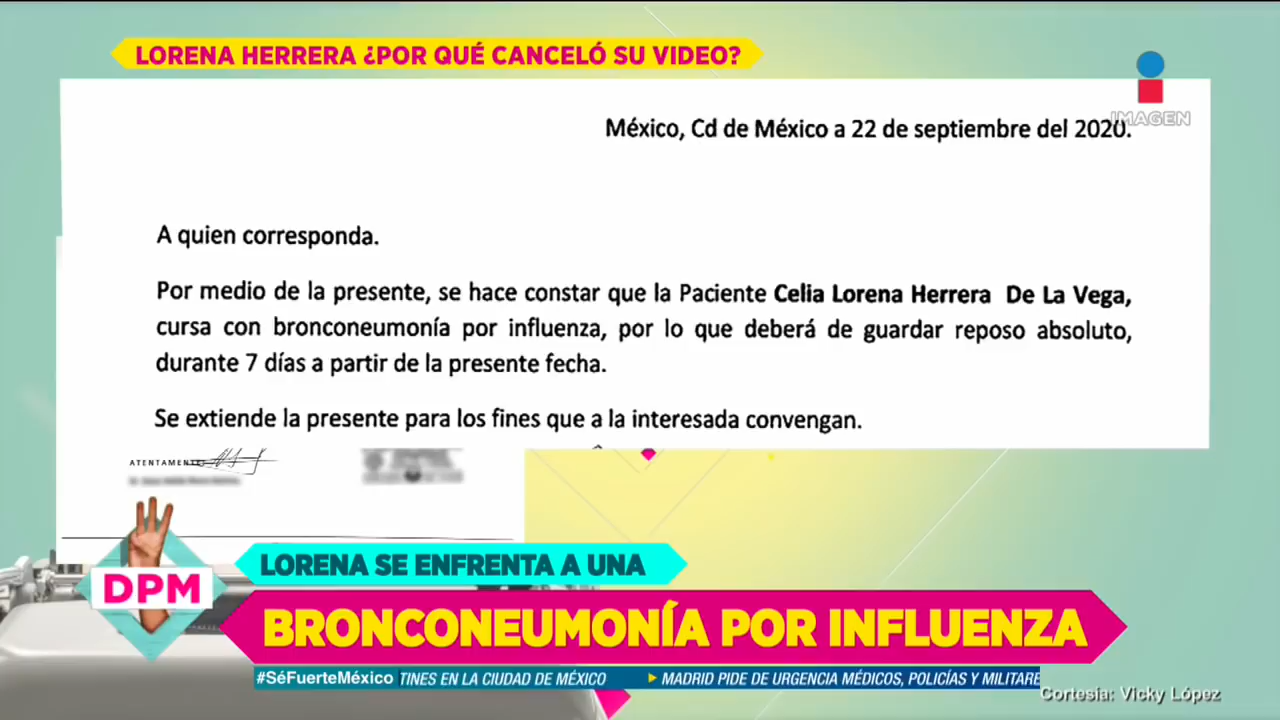 LORENA HERRERA ¿POR QUÉ CANCELÓ SU VIDEO?
IMAGEN
México, Cd de México a 22 de septiembre del 2020.
A quien corresponda.
Por medio de la presente, se hace constar que la Paciente Celia Lorena Herrera De La Vega,
cursa con bronconeumonía por influenza, por lo que deberá de guardar reposo absoluto,
durante 7 días a partir de la presente fecha.
Se extiende la presente para los fines que a la interesada convengan.
ATENTAMENTE
DPM
LORENA SE ENFRENTA A UNA
BRONCONEUMONÍA POR INFLUENZA
#SéFuerteMéxico TINES EN LA CIUDAD DE MÉXICO MADRID PIDE DE URGENCIA MÉDICOS, POLICÍAS Y MILITARE
Cortesía: Vicky López